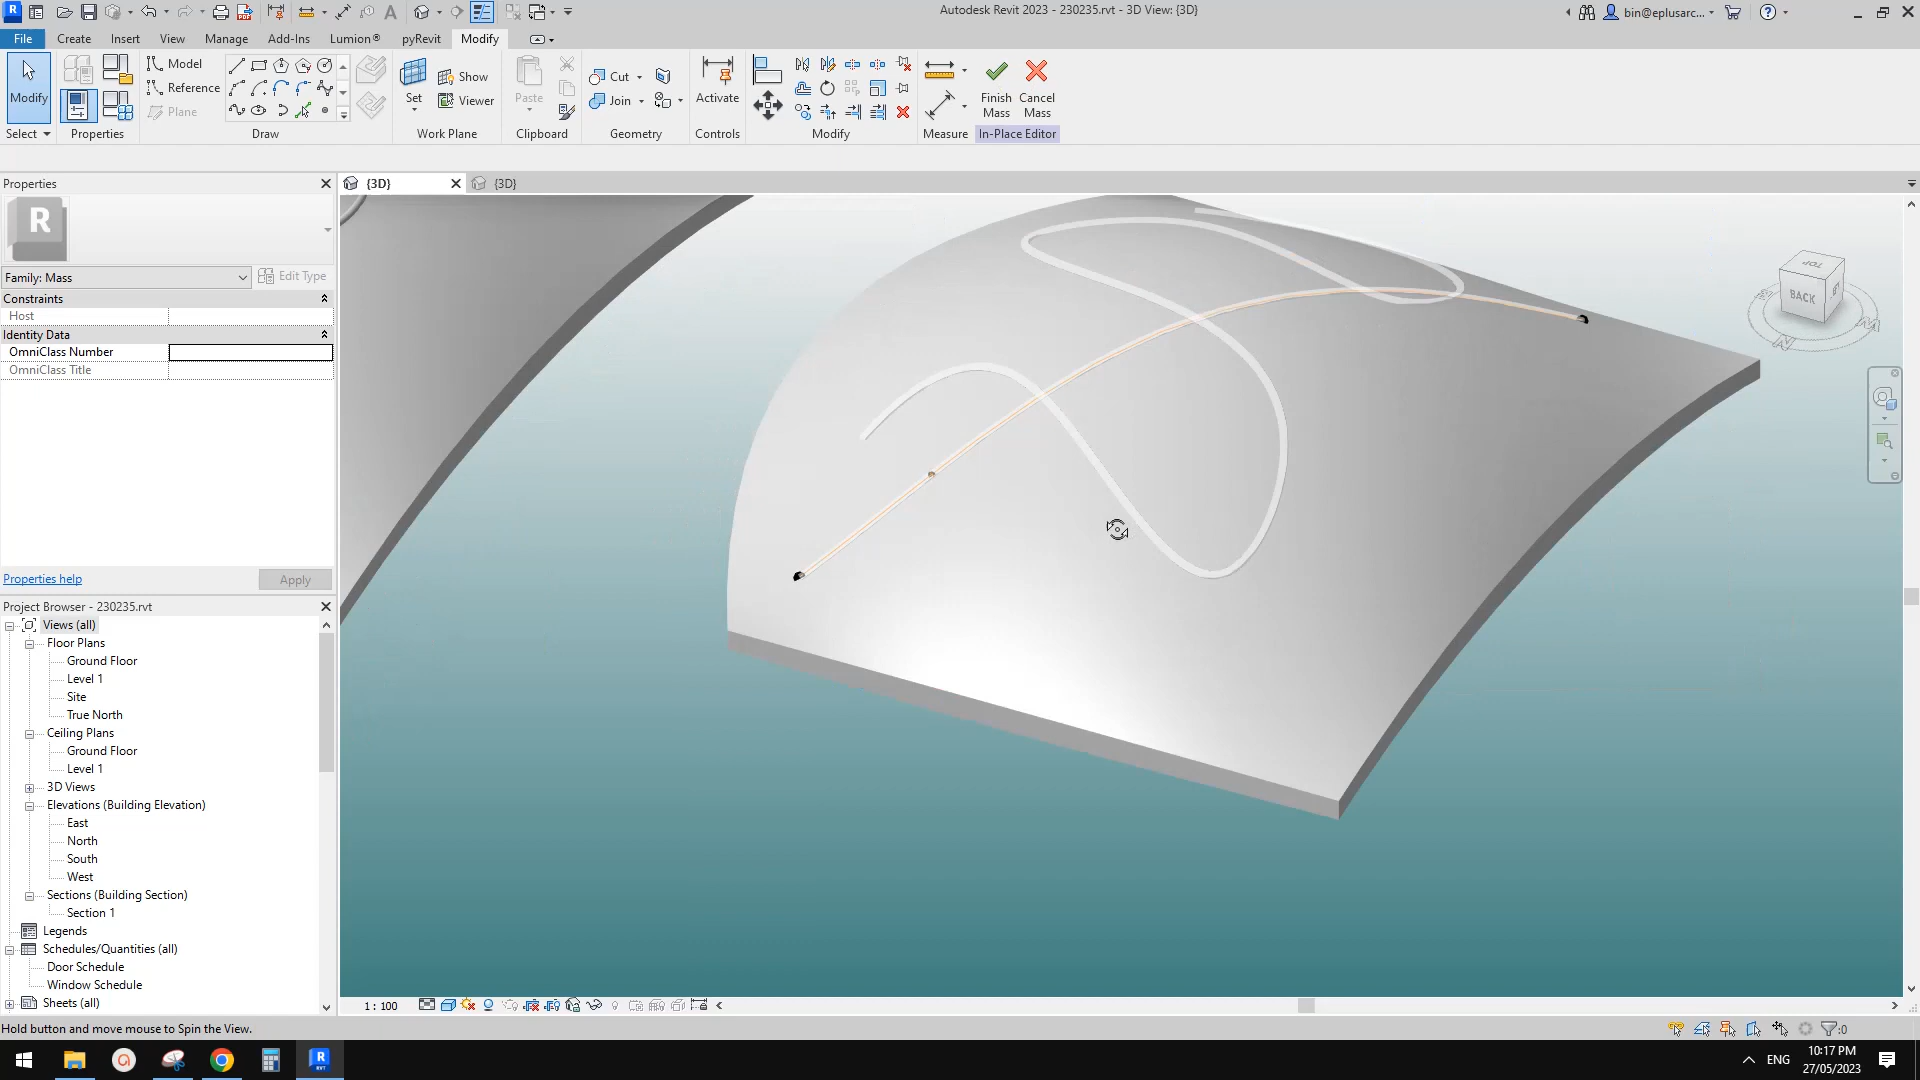 R Autodesk Revit 2023 - 230235.rvt - 3D View: {3D} bin@eplusarc...
PDF A
File Create Insert View Manage Add-Ins Lumion® pyRevit Modify
Modify Model Reference Plane Set Show Viewer Paste Cut Join Activate Finish Mass Cancel Mass
Select Properties Draw Work Plane Clipboard Geometry Controls Modify Measure In-Place Editor
Properties
{3D} {3D}
R
Family: Mass Edit Type
Constraints
Host
Identity Data
OmniClass Number
OmniClass Title
TOP
BACK
Properties help Apply
Project Browser - 230235.rvt
Views (all)
Floor Plans
Ground Floor
Level 1
Site
True North
Ceiling Plans
Ground Floor
Level 1
3D Views
Elevations (Building Elevation)
East
North
South
West
Sections (Building Section)
Section 1
Legends
Schedules/Quantities (all)
Door Schedule
Window Schedule
Sheets (all)
1 : 100
Hold button and move mouse to Spin the View.
:0
R RVT
ENG
10:17 PM
27/05/2023